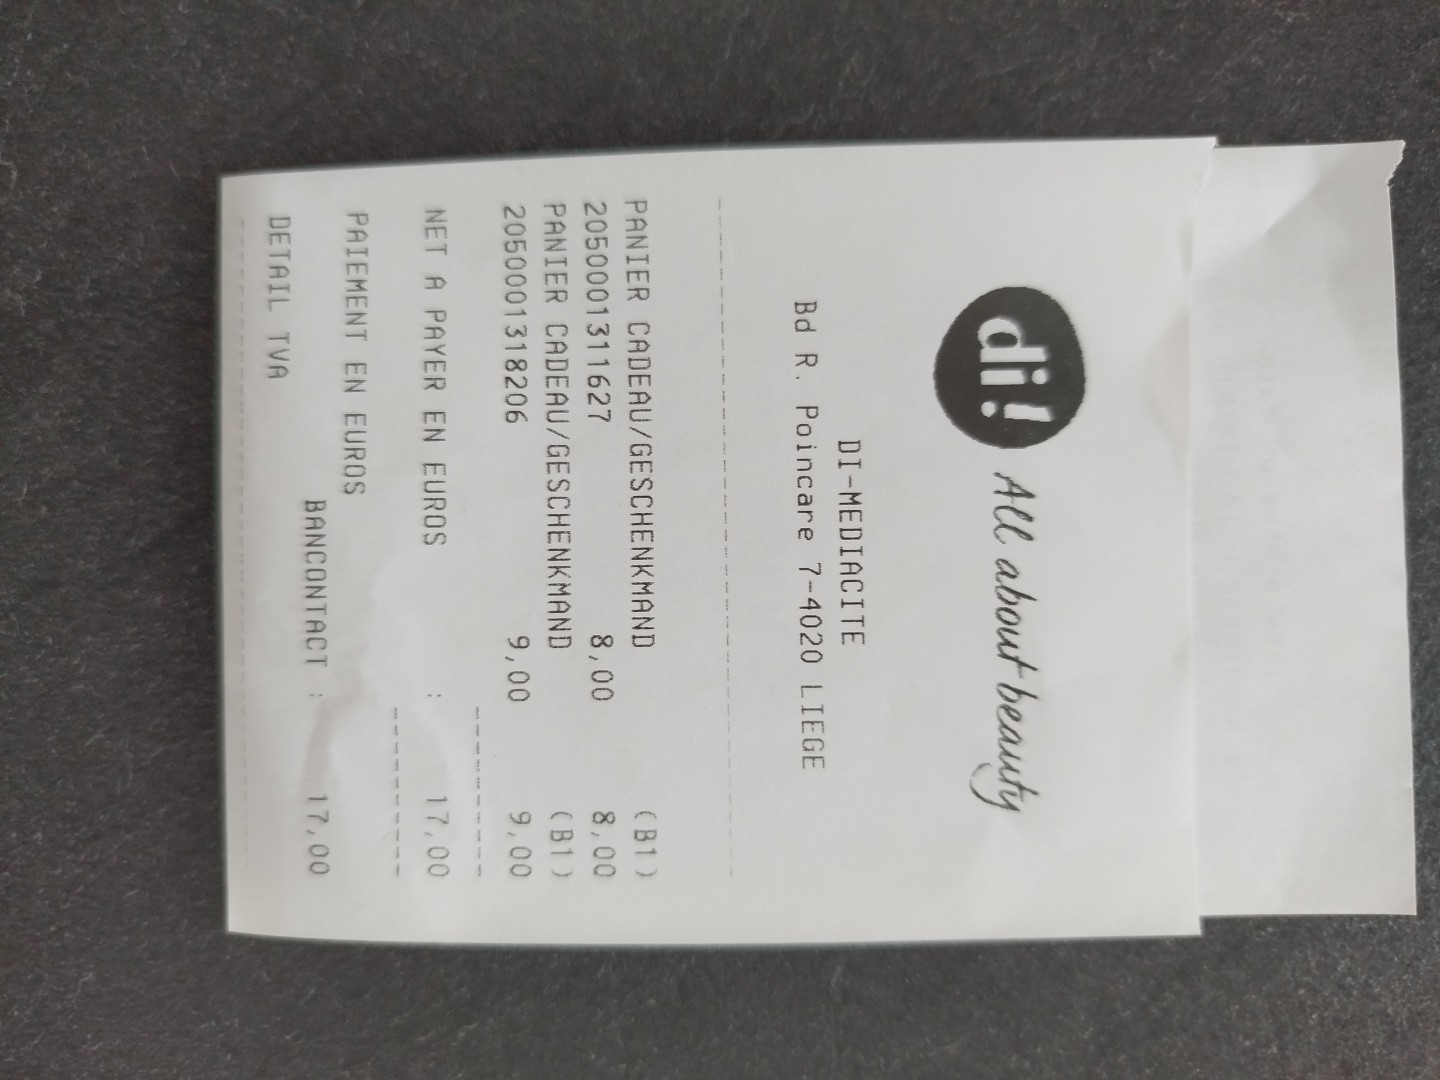 di! All about beauty
DI-MEDIACITE
Bd R. Poincare 7-4020 LIEGE
PANIER CADEAU/GESCHENKMAND (B1)
2050001311627 8,00 8,00
PANIER CADEAU/GESCHENKMAND (B1)
2050001318206 9,00 9,00
NET A PAYER EN EUROS : 17,00
PAIEMENT EN EUROS
BANCONTACT : 17,00
DETAIL TVA